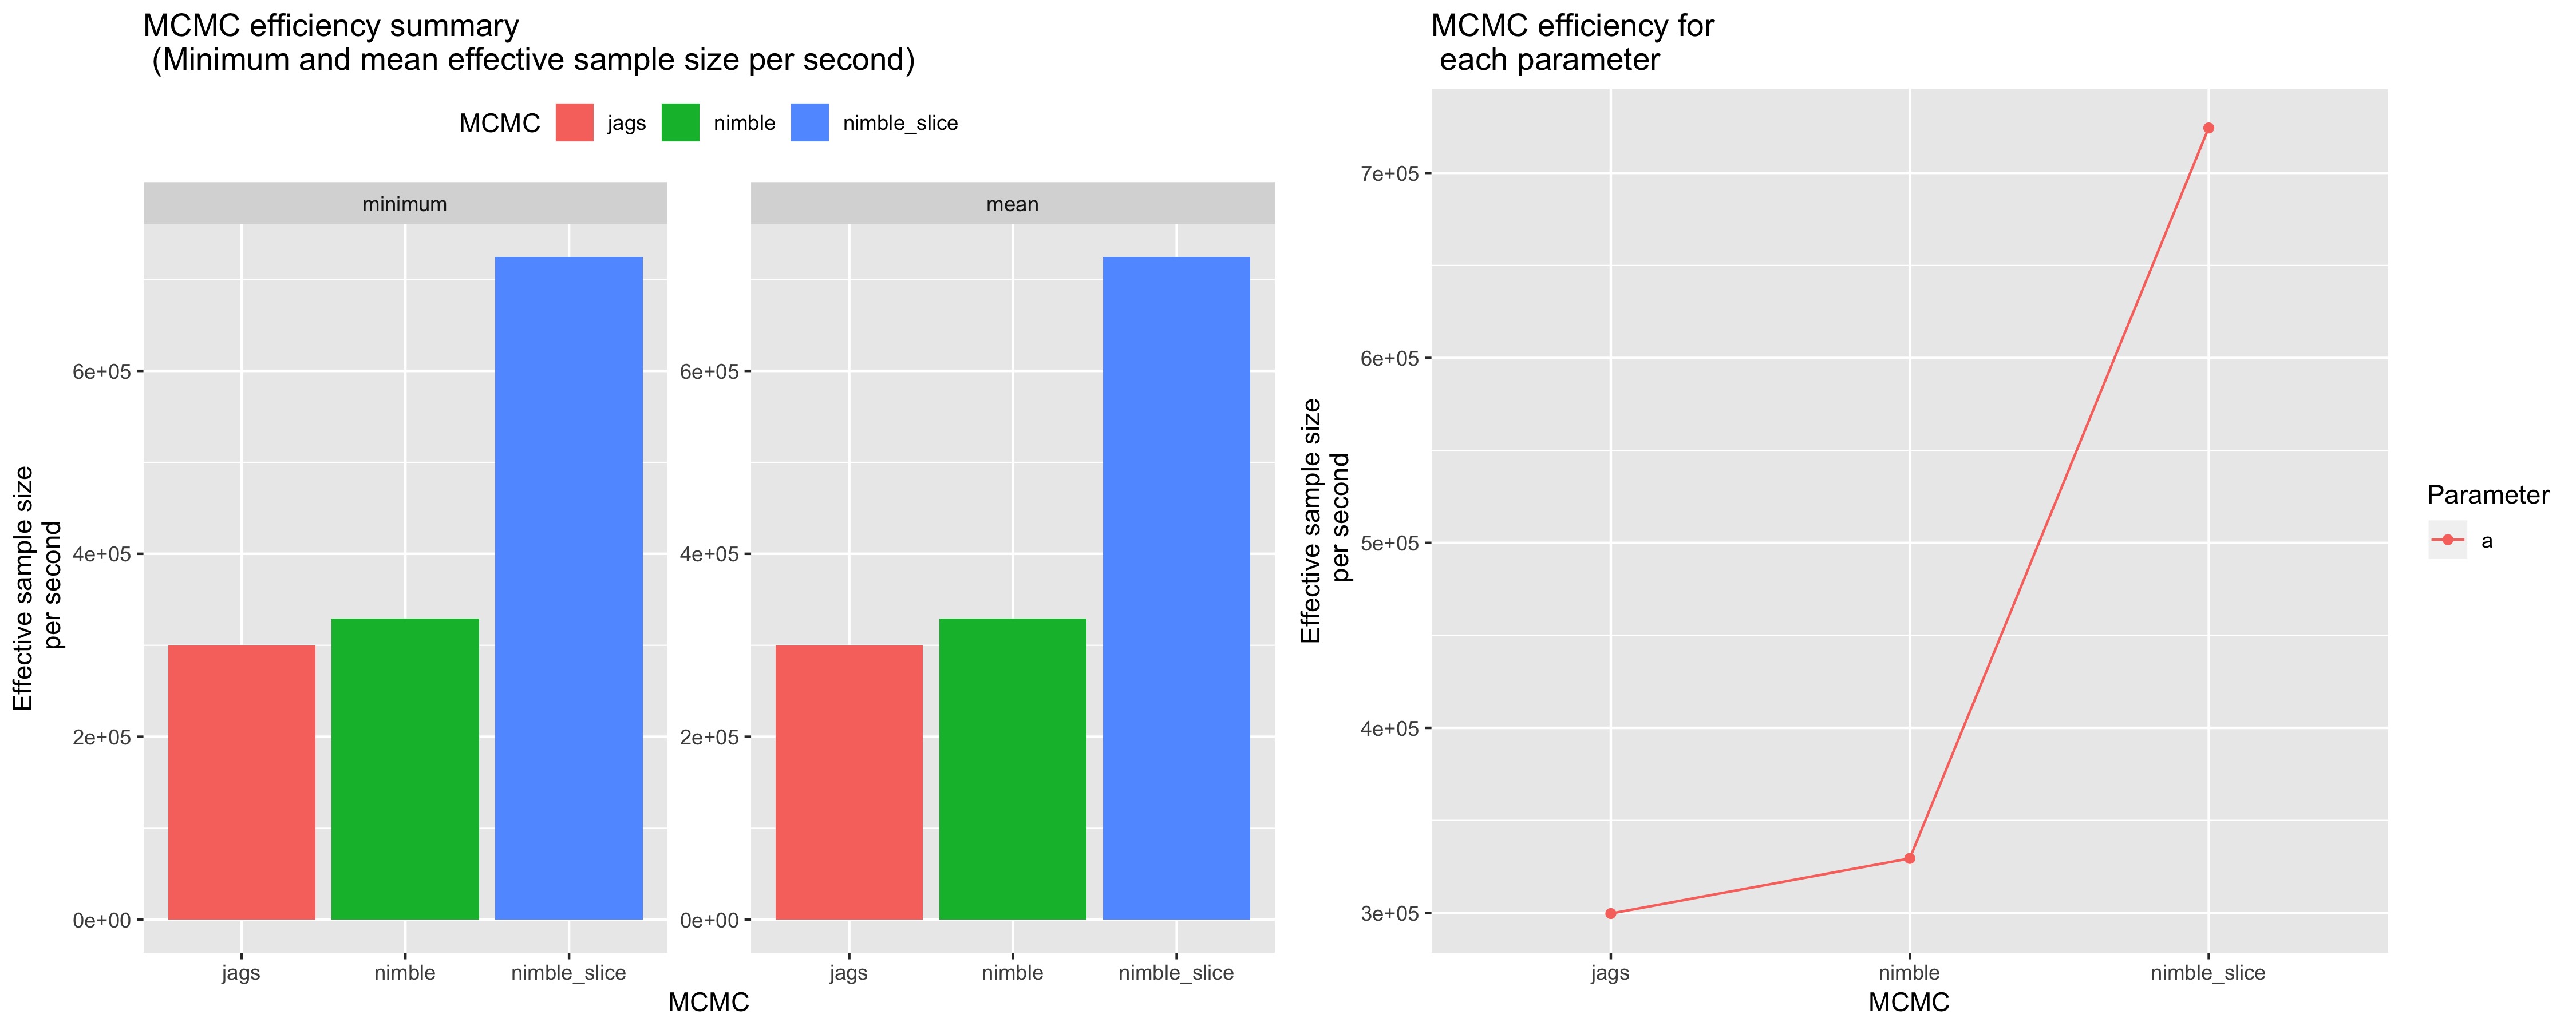 MCMC efficiency summary
(Minimum and mean effective sample size per second)
MCMC jags nimble nimble_slice
minimum
mean
Effective sample size
per second
6e+05
4e+05
2e+05
0e+00
6e+05
4e+05
2e+05
0e+00
jags nimble nimble_slice
jags nimble nimble_slice
MCMC
MCMC efficiency for
each parameter
Effective sample size
per second
7e+05
6e+05
5e+05
4e+05
3e+05
jags nimble nimble_slice
MCMC
Parameter
a